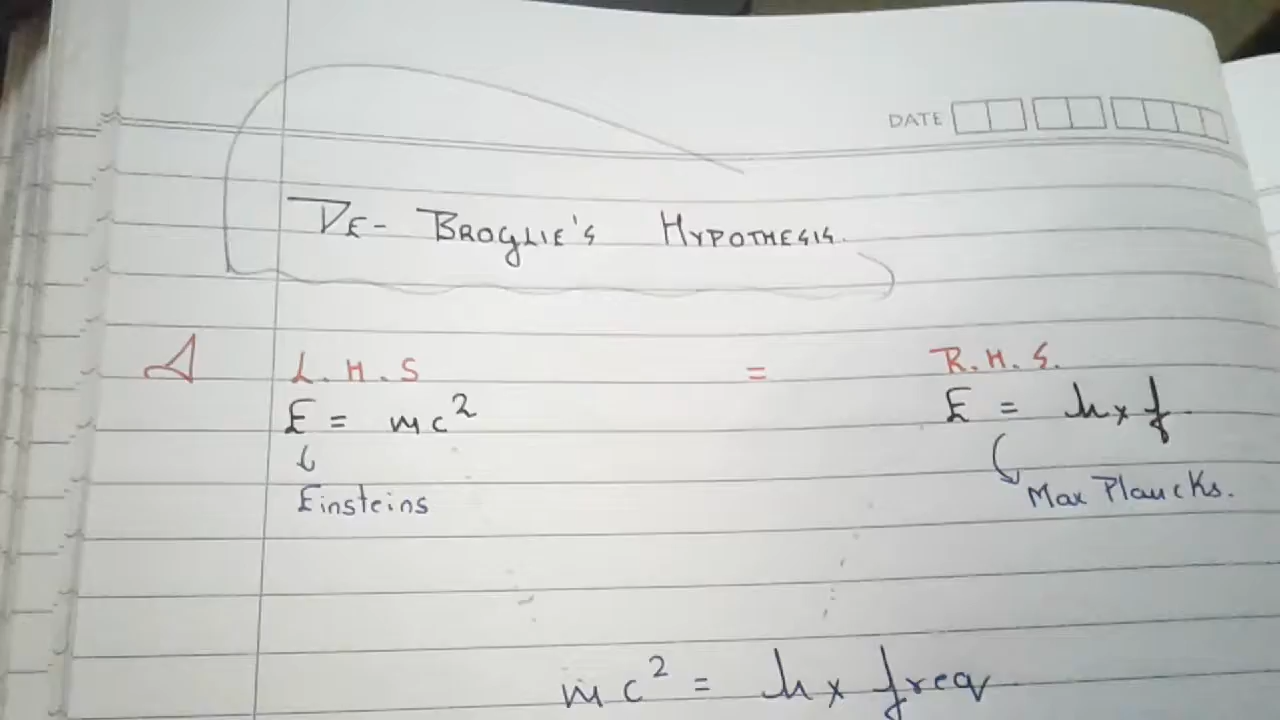 DATE
DE- BROGLIE'S HYPOTHESIS.
L.H.S = R.H.S.
E = mc² E = h x f
Einsteins Max Plancks.
mc² = h x freq